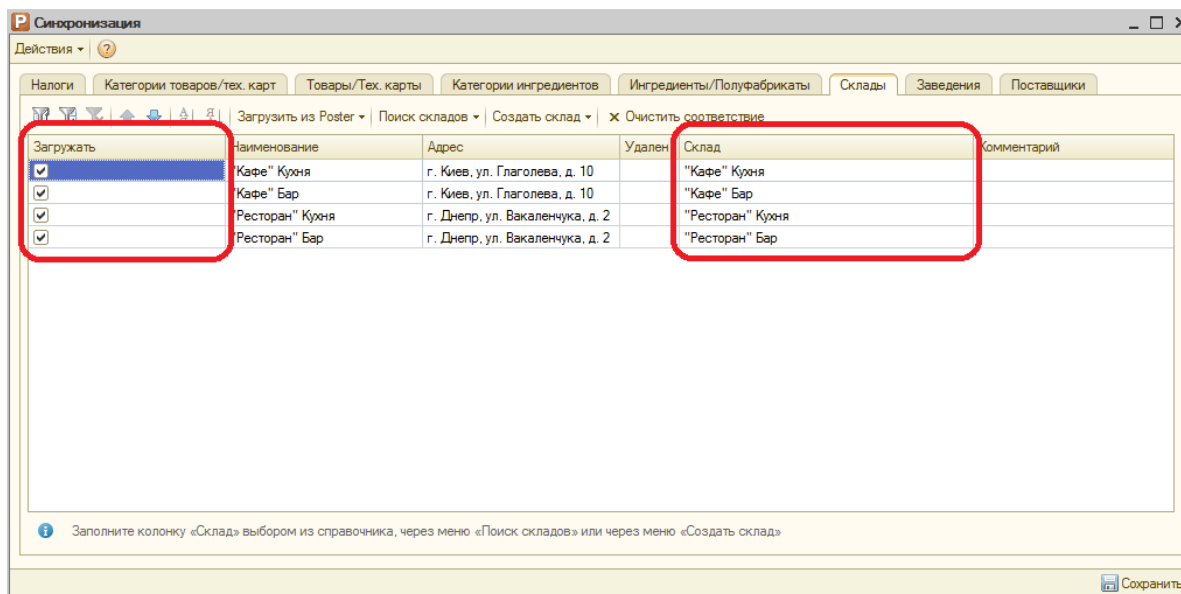 P Синхронизация
Действия
Налоги Категории товаров/тех. карт Товары/Тех. карты Категории ингредиентов Ингредиенты/Полуфабрикаты Склады Заведения Поставщики
Загрузить из Poster Поиск складов Создать склад Очистить соответствие
Загружать Наименование Адрес Удален Склад Комментарий
"Кафе" Кухня г. Киев, ул. Глаголева, д. 10 "Кафе" Кухня
"Кафе" Бар г. Киев, ул. Глаголева, д. 10 "Кафе" Бар
"Ресторан" Кухня г. Днепр, ул. Вакаленчука, д. 2 "Ресторан" Кухня
"Ресторан" Бар г. Днепр, ул. Вакаленчука, д. 2 "Ресторан" Бар
Заполните колонку «Склад» выбором из справочника, через меню «Поиск складов» или через меню «Создать склад»
Сохранить